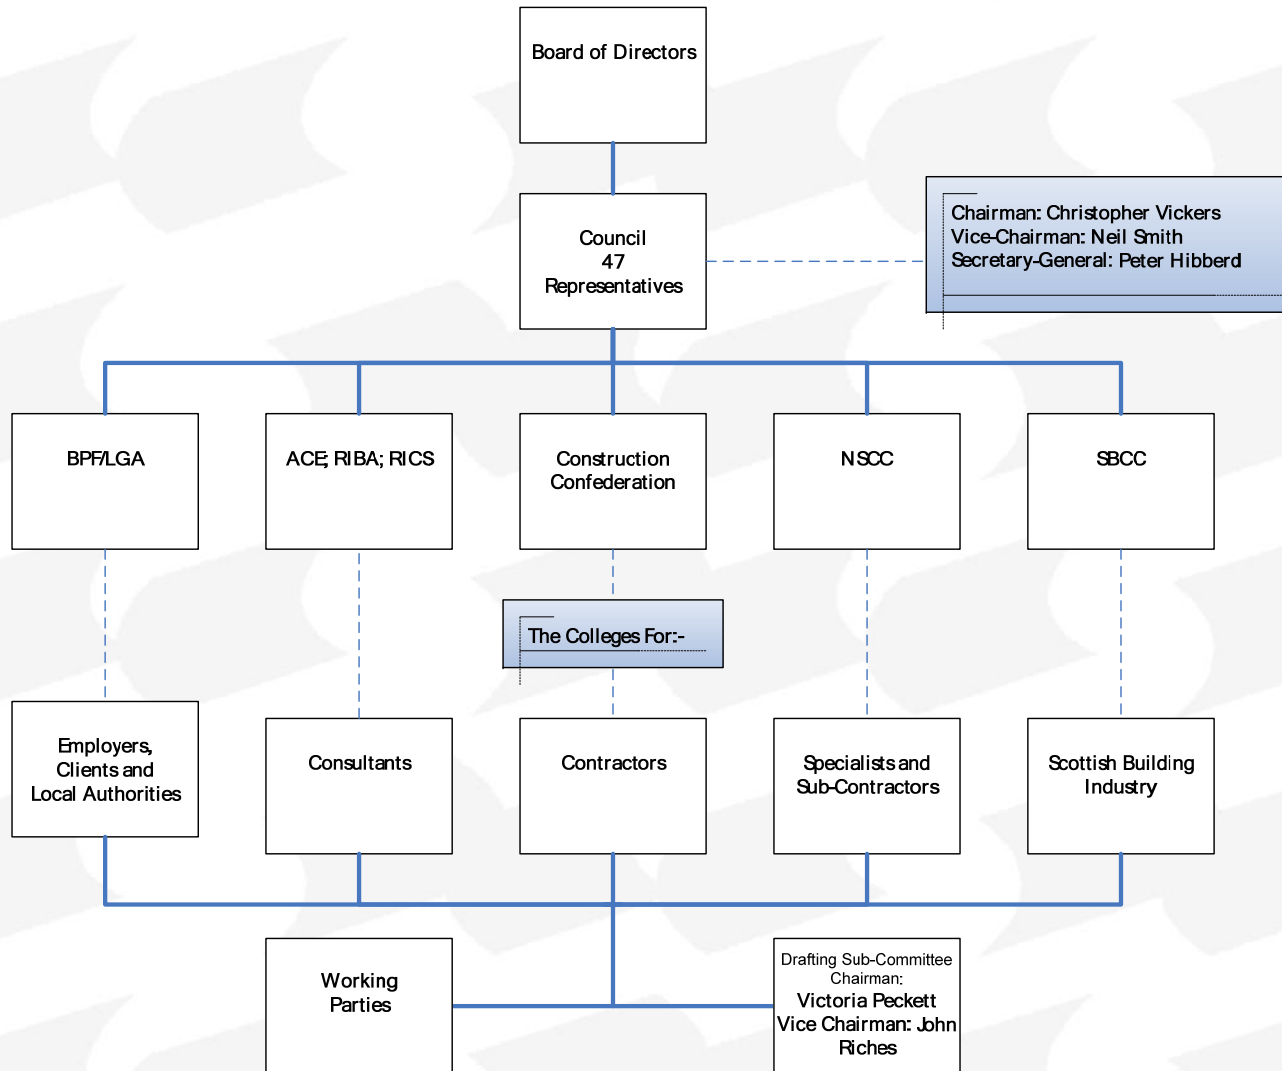 Board of Directors
Council
47
Representatives
Chairman: Christopher Vickers
Vice-Chairman: Neil Smith
Secretary-General: Peter Hibberd
BPF/LGA
ACE; RIBA; RICS
Construction
Confederation
NSCC
SBCC
The Colleges For:-
Employers,
Clients and
Local Authorities
Consultants
Contractors
Specialists and
Sub-Contractors
Scottish Building
Industry
Working
Parties
Drafting Sub-Committee
Chairman:
Victoria Peckett
Vice Chairman: John
Riches